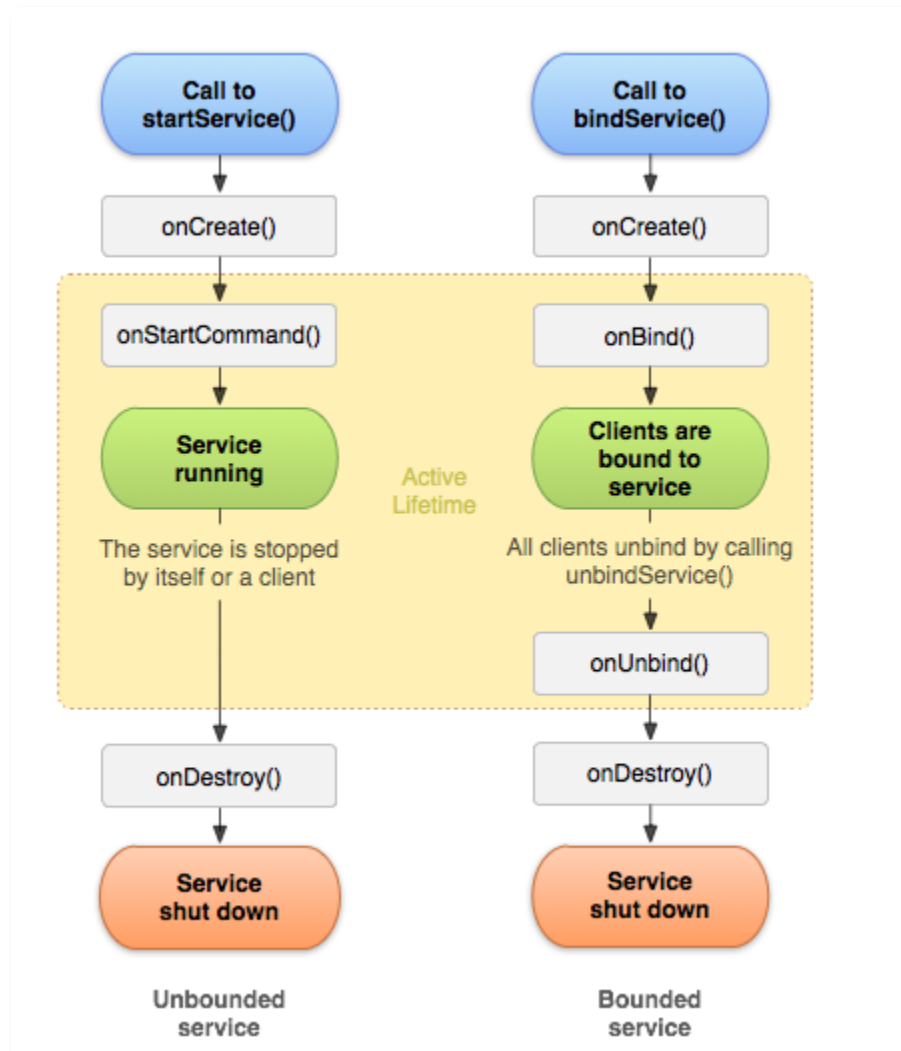 Call to
startService()
onCreate()
onStartCommand()
Service
running
The service is stopped
by itself or a client
onDestroy()
Service
shut down
Unbounded
service
Active
Lifetime
Call to
bindService()
onCreate()
onBind()
Clients are
bound to
service
All clients unbind by calling
unbindService()
onUnbind()
onDestroy()
Service
shut down
Bounded
service